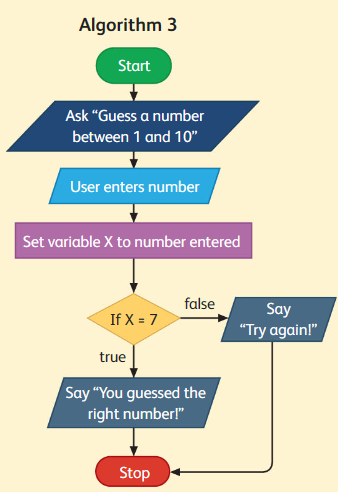 Algorithm 3
Start
Ask “Guess a number
between 1 and 10”
User enters number
Set variable X to number entered
If X = 7
false
Say
“Try again!”
true
Say “You guessed the
right number!”
Stop